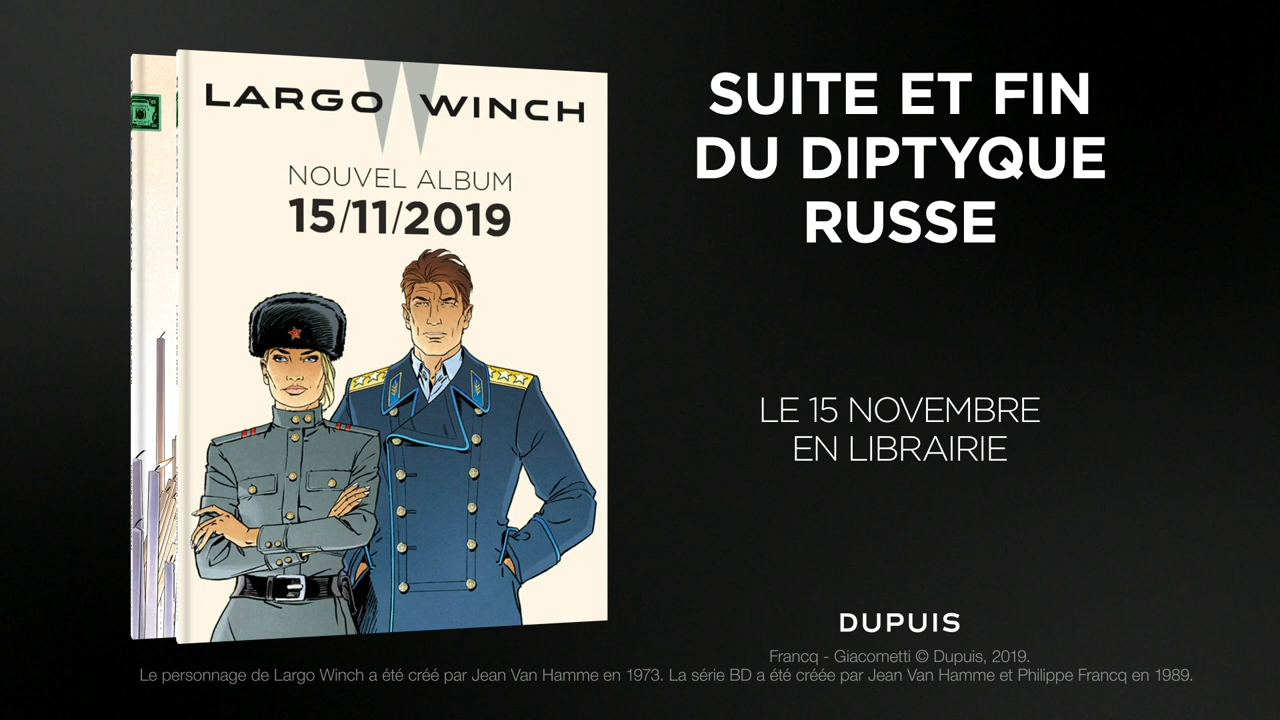 LARGO WINCH
NOUVEL ALBUM
15/11/2019
SUITE ET FIN
DU DIPTYQUE
RUSSE
LE 15 NOVEMBRE
EN LIBRAIRIE
DUPUIS
Francq - Giacometti © Dupuis, 2019.
Le personnage de Largo Winch a été créé par Jean Van Hamme en 1973. La série BD a été créée par Jean Van Hamme et Philippe Francq en 1989.